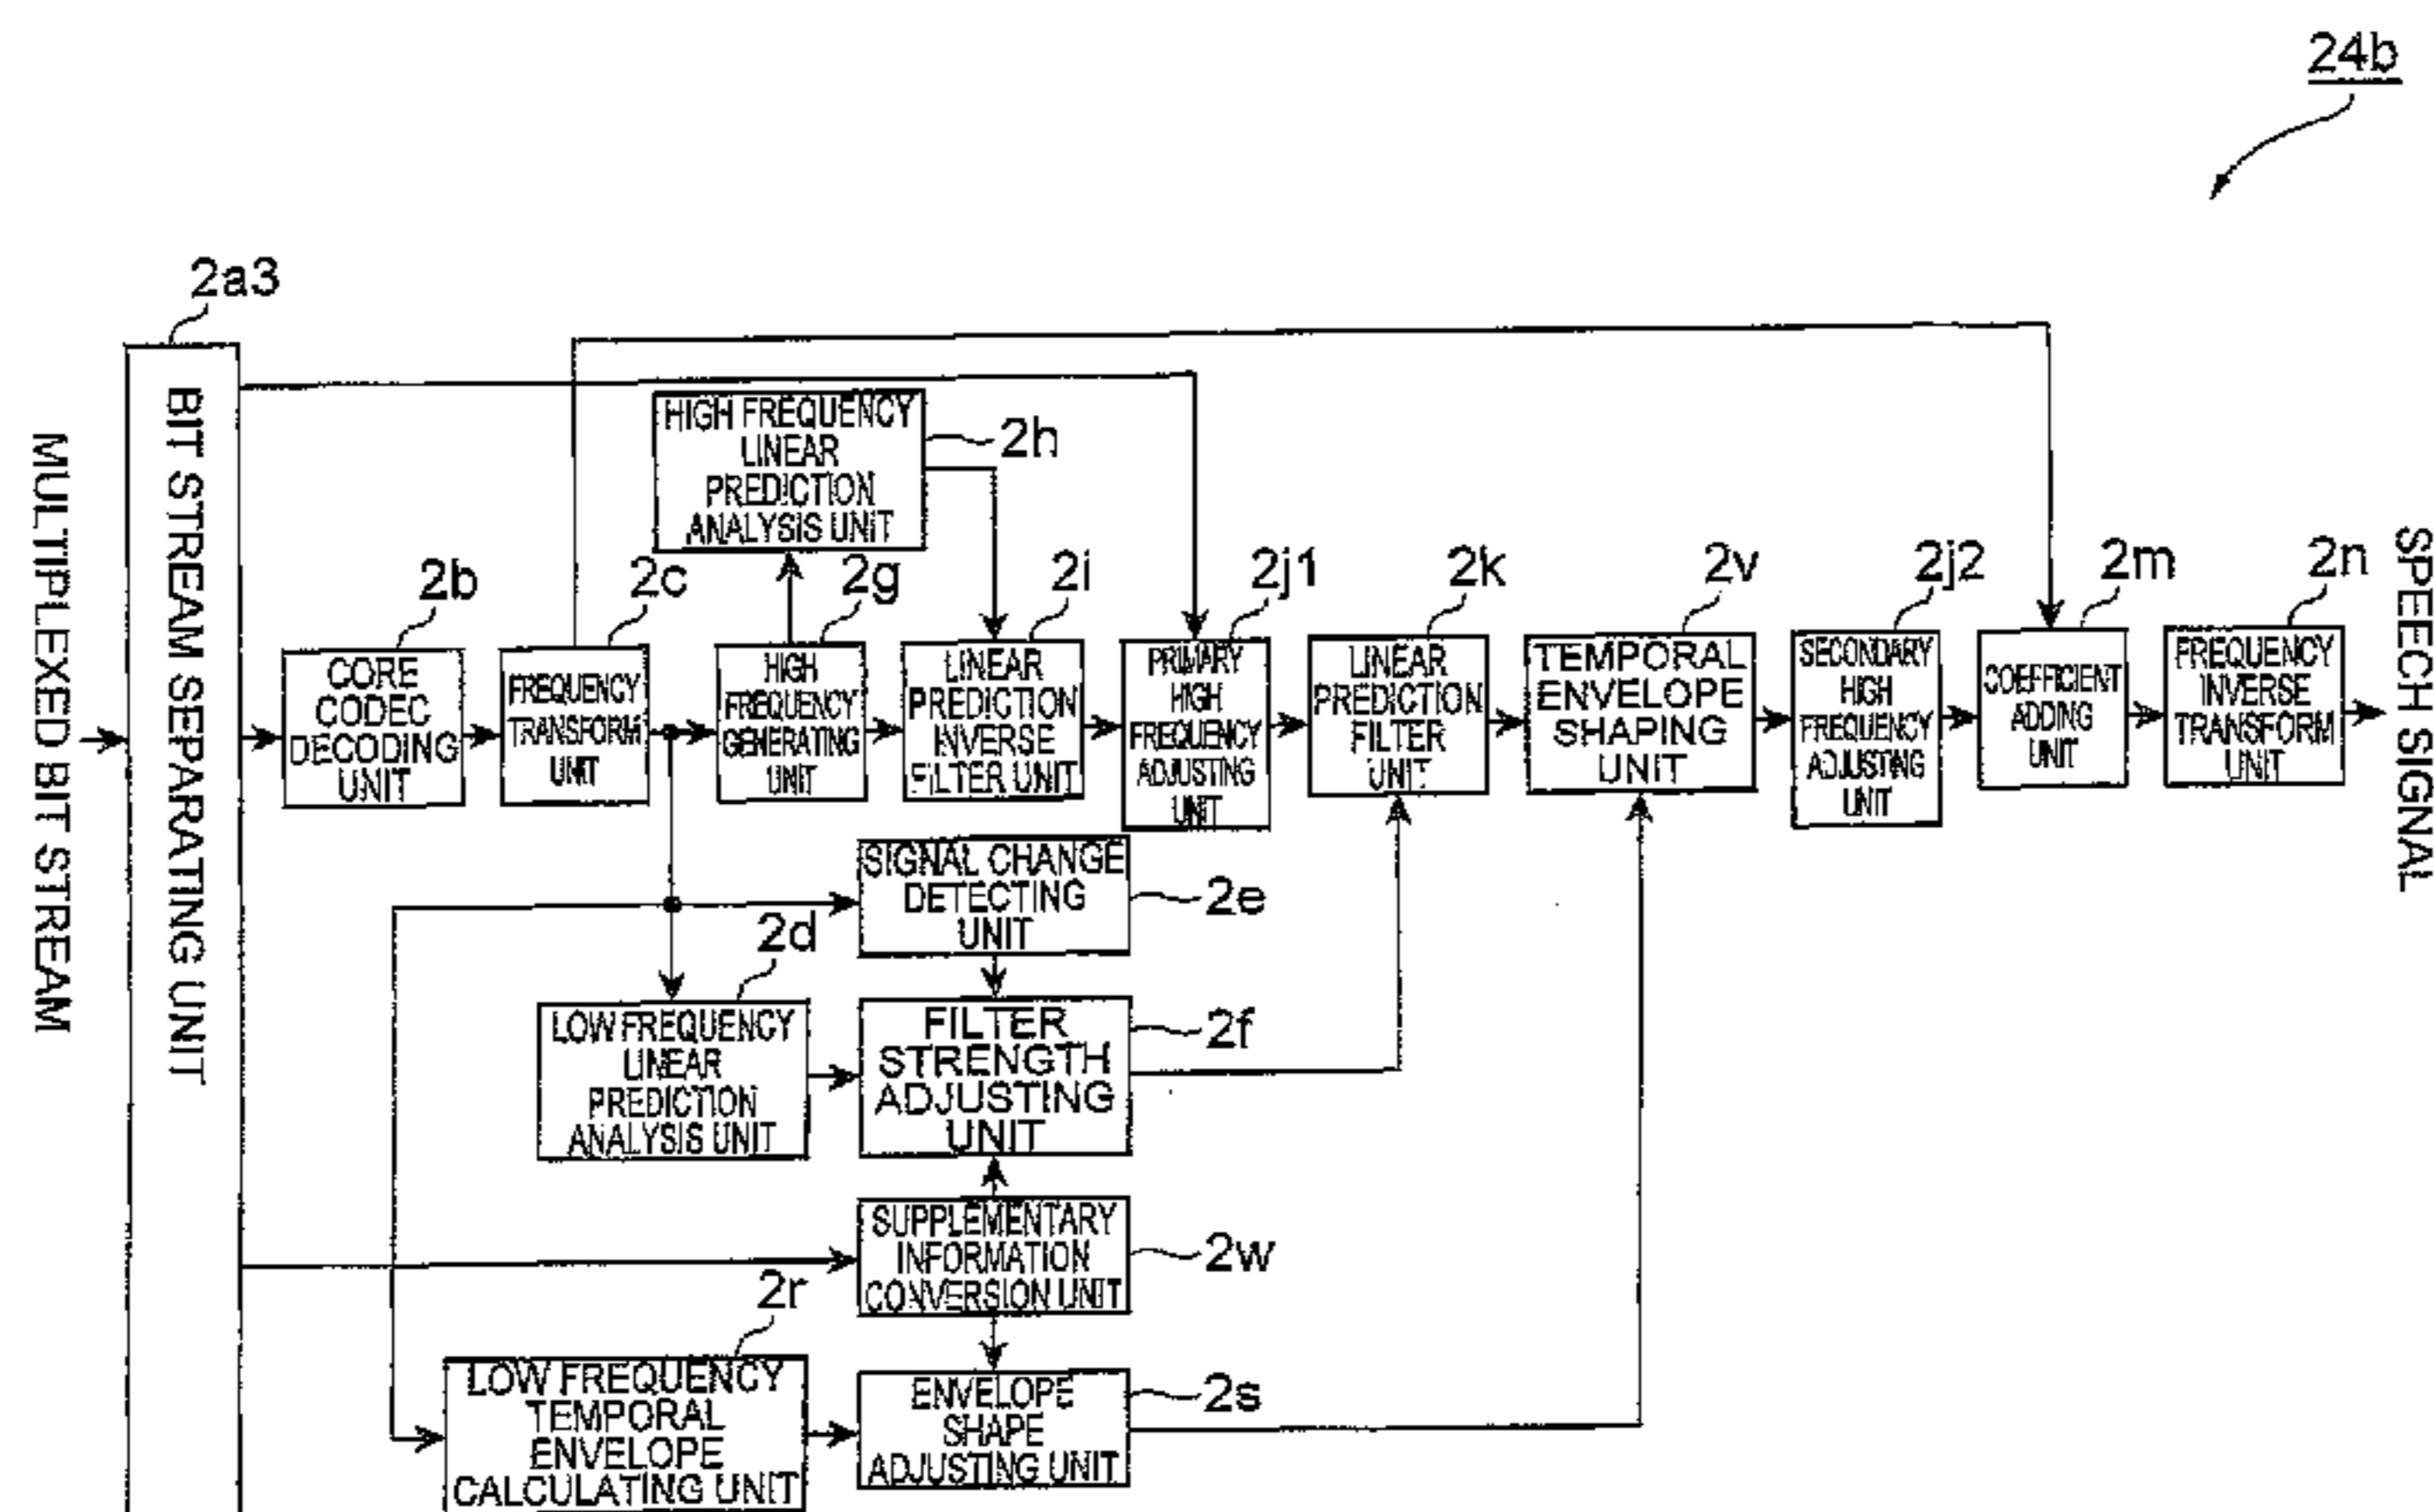 24b
2a3
MULTIPLEXED BIT STREAM
BIT STREAM SEPARATING UNIT
HIGH FREQUENCY
LINEAR
PREDICTION
ANALYSIS UNIT
2h
2b
CORE
CODEC
DECODING
UNIT
2c
FREQUENCY
TRANSFORM
UNIT
2g
HIGH
FREQUENCY
GENERATING
UNIT
2i
LINEAR
PREDICTION
INVERSE
FILTER UNIT
2j1
PRIMARY
HIGH
FREQUENCY
ADJUSTING
UNIT
2k
LINEAR
PREDICTION
FILTER
UNIT
2v
TEMPORAL
ENVELOPE
SHAPING
UNIT
2j2
SECONDARY
HIGH
FREQUENCY
ADJUSTING
UNIT
2m
COEFFICIENT
ADDING
UNIT
2n
FREQUENCY
INVERSE
TRANSFORM
UNIT
SPEECH SIGNAL
SIGNAL CHANGE
DETECTING
UNIT
2e
2d
LOW FREQUENCY
LINEAR
PREDICTION
ANALYSIS UNIT
FILTER
STRENGTH
ADJUSTING
UNIT
2f
SUPPLEMENTARY
INFORMATION
CONVERSION UNIT
2w
2r
LOW FREQUENCY
TEMPORAL
ENVELOPE
CALCULATING UNIT
ENVELOPE
SHAPE
ADJUSTING UNIT
2s